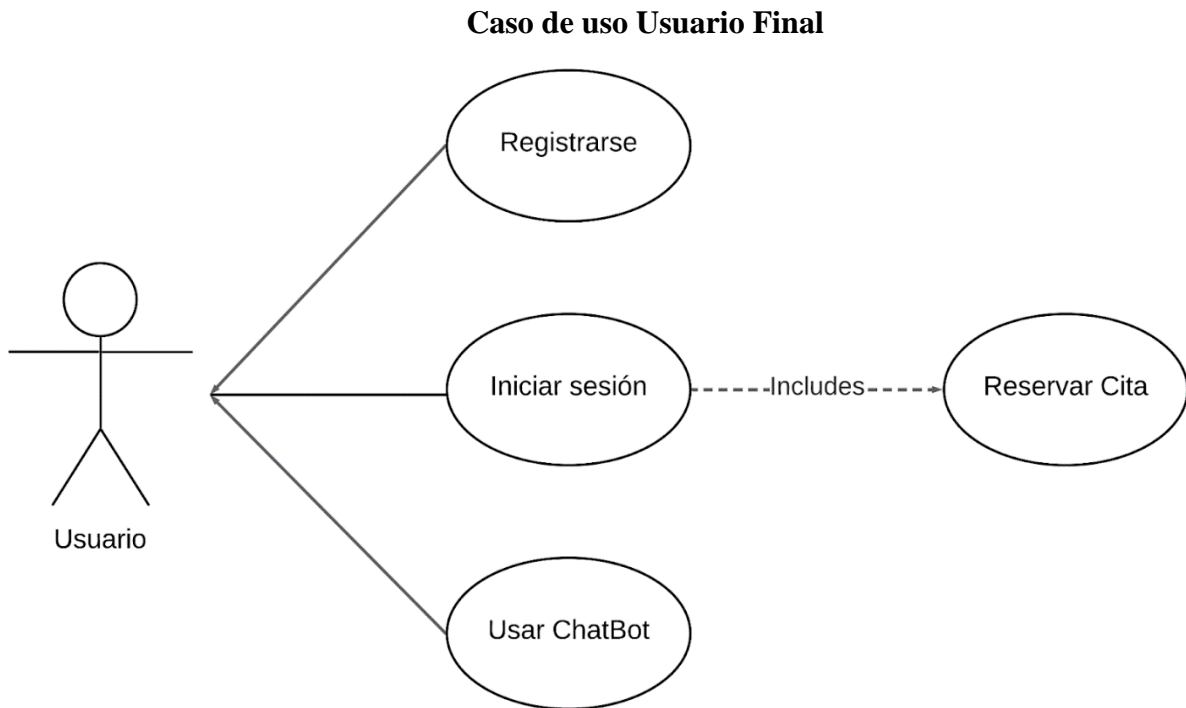 Caso de uso Usuario Final
Registrarse
Iniciar sesión
Includes
Reservar Cita
Usuario
Usar ChatBot